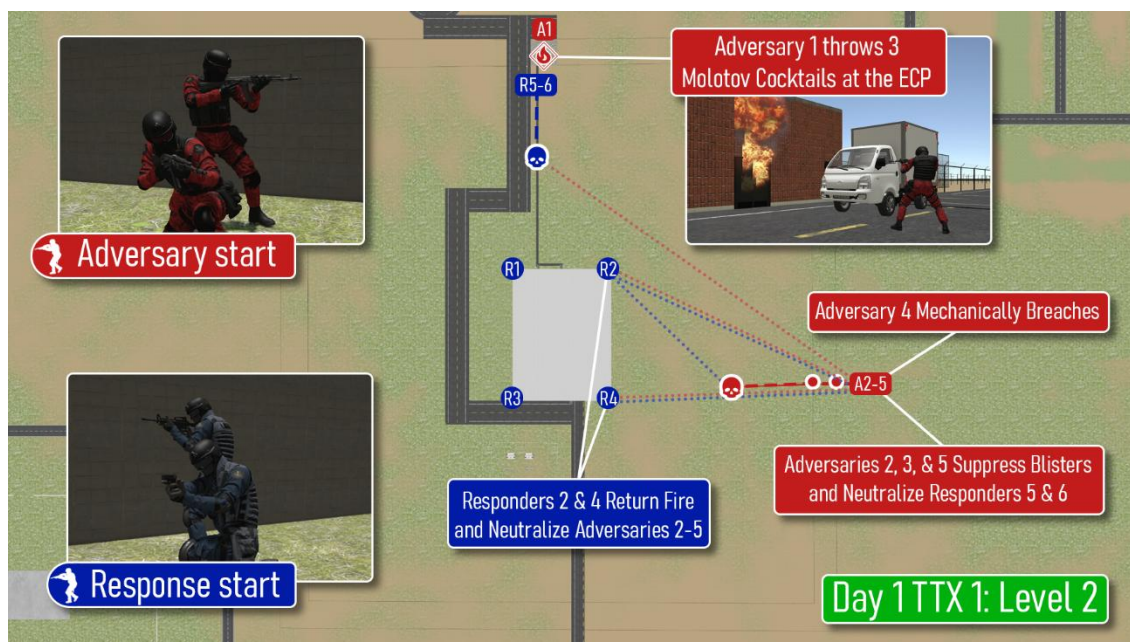 A1
Adversary 1 throws 3
Molotov Cocktails at the ECP
R5-6
Adversary start
R1
R2
Adversary 4 Mechanically Breaches
A2-5
R3
R4
Adversaries 2, 3, & 5 Suppress Blisters
and Neutralize Responders 5 & 6
Responders 2 & 4 Return Fire
and Neutralize Adversaries 2-5
Response start
Day 1 TTX 1: Level 2